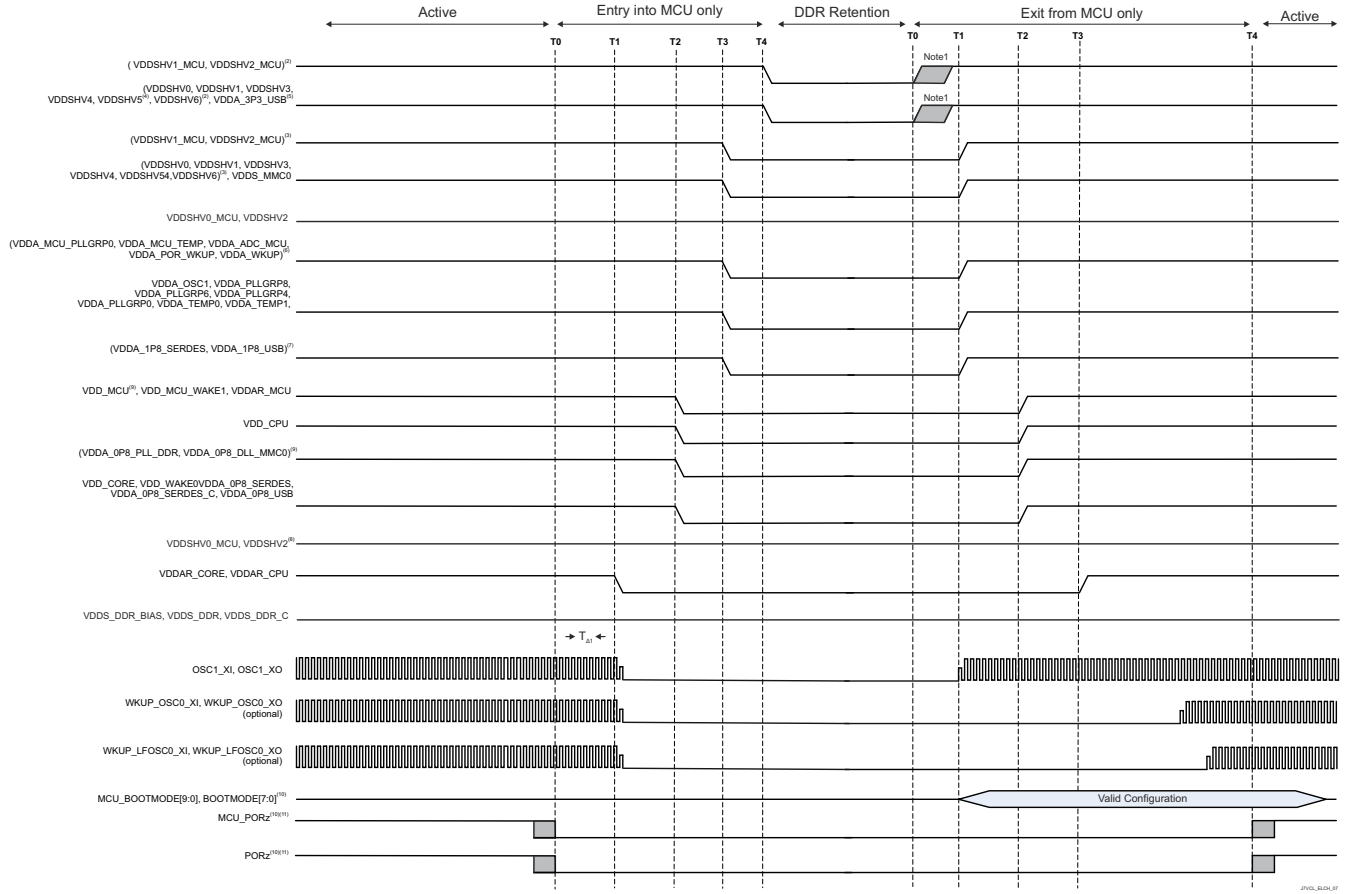 Active
Entry into MCU only
DDR Retention
Exit from MCU only
Active
T0
T1
T2
T3
T4
T0
T1
T2
T3
T4
( VDDSHV1_MCU, VDDSHV2_MCU)(2)
Note1
(VDDSHV0, VDDSHV1, VDDSHV3,
VDDSHV4, VDDSHV5(4), VDDSHV6)(2), VDDA_3P3_USB(5)
Note1
(VDDSHV1_MCU, VDDSHV2_MCU)(3)
(VDDSHV0, VDDSHV1, VDDSHV3,
VDDSHV4, VDDSHV54,VDDSHV6)(3), VDDS_MMC0
VDDSHV0_MCU, VDDSHV2
(VDDA_MCU_PLLGRP0, VDDA_MCU_TEMP, VDDA_ADC_MCU,
VDDA_POR_WKUP, VDDA_WKUP)(6)
VDDA_OSC1, VDDA_PLLGRP8,
VDDA_PLLGRP6, VDDA_PLLGRP4,
VDDA_PLLGRP0, VDDA_TEMP0, VDDA_TEMP1,
(VDDA_1P8_SERDES, VDDA_1P8_USB)(7)
VDD_MCU(9), VDD_MCU_WAKE1, VDDAR_MCU
VDD_CPU
(VDDA_0P8_PLL_DDR, VDDA_0P8_DLL_MMC0)(9)
VDD_CORE, VDD_WAKE0VDDA_0P8_SERDES,
VDDA_0P8_SERDES_C, VDDA_0P8_USB
VDDSHV0_MCU, VDDSHV2(8)
VDDAR_CORE, VDDAR_CPU
VDDS_DDR_BIAS, VDDS_DDR, VDDS_DDR_C
TΔ1
OSC1_XI, OSC1_XO
WKUP_OSC0_XI, WKUP_OSC0_XO
(optional)
WKUP_LFOSC0_XI, WKUP_LFOSC0_XO
(optional)
MCU_BOOTMODE[9:0], BOOTMODE[7:0](10)
Valid Configuration
MCU_PORz(10)(11)
PORz(10)(11)
J7VCL_ELCH_07